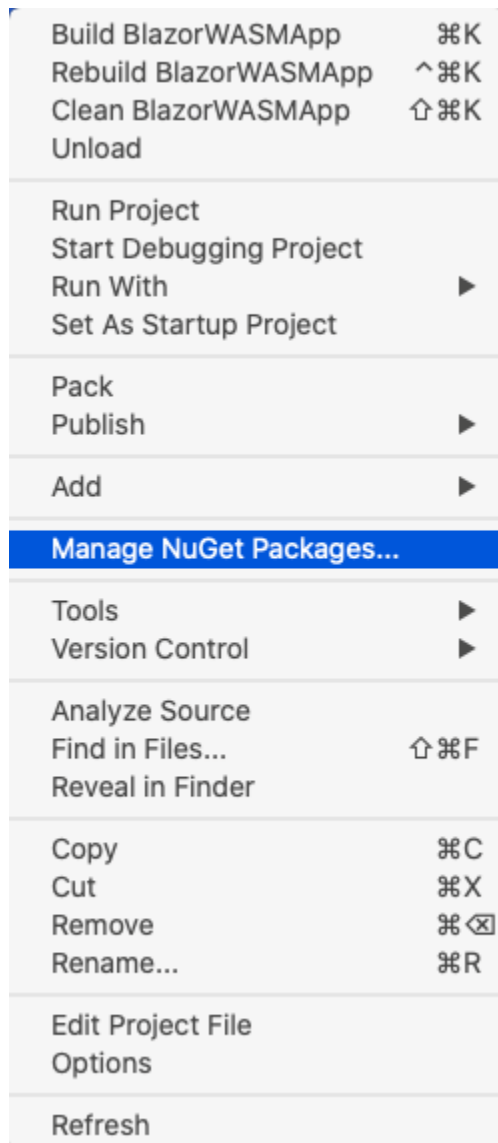 Build BlazorWASMApp ⌘K
Rebuild BlazorWASMApp ^⌘K
Clean BlazorWASMApp ⇧⌘K
Unload
Run Project
Start Debugging Project
Run With ▶
Set As Startup Project
Pack
Publish ▶
Add ▶
Manage NuGet Packages...
Tools ▶
Version Control ▶
Analyze Source
Find in Files... ⇧⌘F
Reveal in Finder
Copy ⌘C
Cut ⌘X
Remove ⌘⌫
Rename... ⌘R
Edit Project File
Options
Refresh